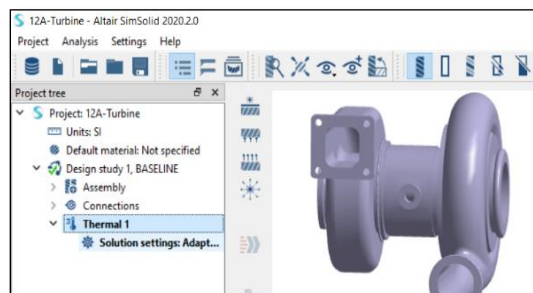 12A-Turbine - Altair SimSolid 2020.2.0
Project Analysis Settings Help
Project tree
Project: 12A-Turbine
Units: SI
Default material: Not specified
Design study 1, BASELINE
Assembly
Connections
Thermal 1
Solution settings: Adapt...